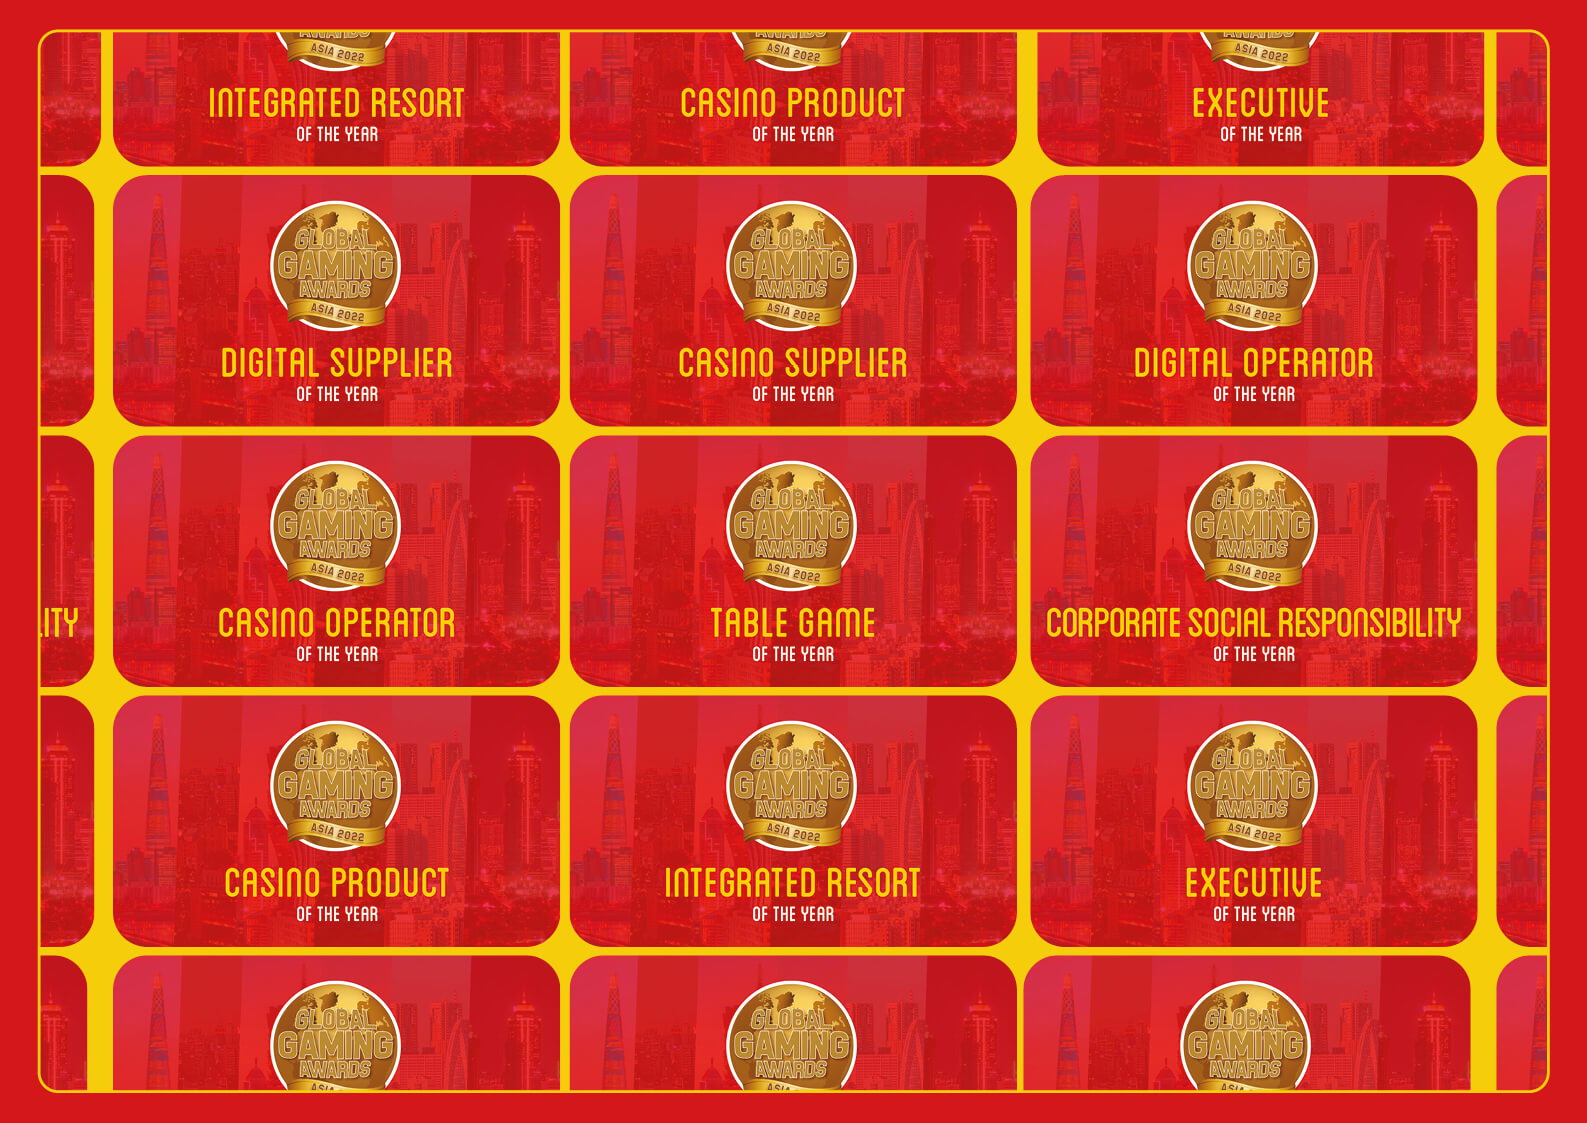 AWARDS
ASIA 2022
INTEGRATED RESORT
OF THE YEAR
AWARDS
ASIA 2022
CASINO PRODUCT
OF THE YEAR
AWARDS
ASIA 2022
EXECUTIVE
OF THE YEAR
GLOBAL
GAMING
AWARDS
ASIA 2022
DIGITAL SUPPLIER
OF THE YEAR
GLOBAL
GAMING
AWARDS
ASIA 2022
CASINO SUPPLIER
OF THE YEAR
GLOBAL
GAMING
AWARDS
ASIA 2022
DIGITAL OPERATOR
OF THE YEAR
LITY
GLOBAL
GAMING
AWARDS
ASIA 2022
CASINO OPERATOR
OF THE YEAR
GLOBAL
GAMING
AWARDS
ASIA 2022
TABLE GAME
OF THE YEAR
GLOBAL
GAMING
AWARDS
ASIA 2022
CORPORATE SOCIAL RESPONSIBILITY
OF THE YEAR
GLOBAL
GAMING
AWARDS
ASIA 2022
CASINO PRODUCT
OF THE YEAR
GLOBAL
GAMING
AWARDS
ASIA 2022
INTEGRATED RESORT
OF THE YEAR
GLOBAL
GAMING
AWARDS
ASIA 2022
EXECUTIVE
OF THE YEAR
GLOBAL
GAMING
AWARDS
GLOBAL
GAMING
AWARDS
GLOBAL
GAMING
AWARDS